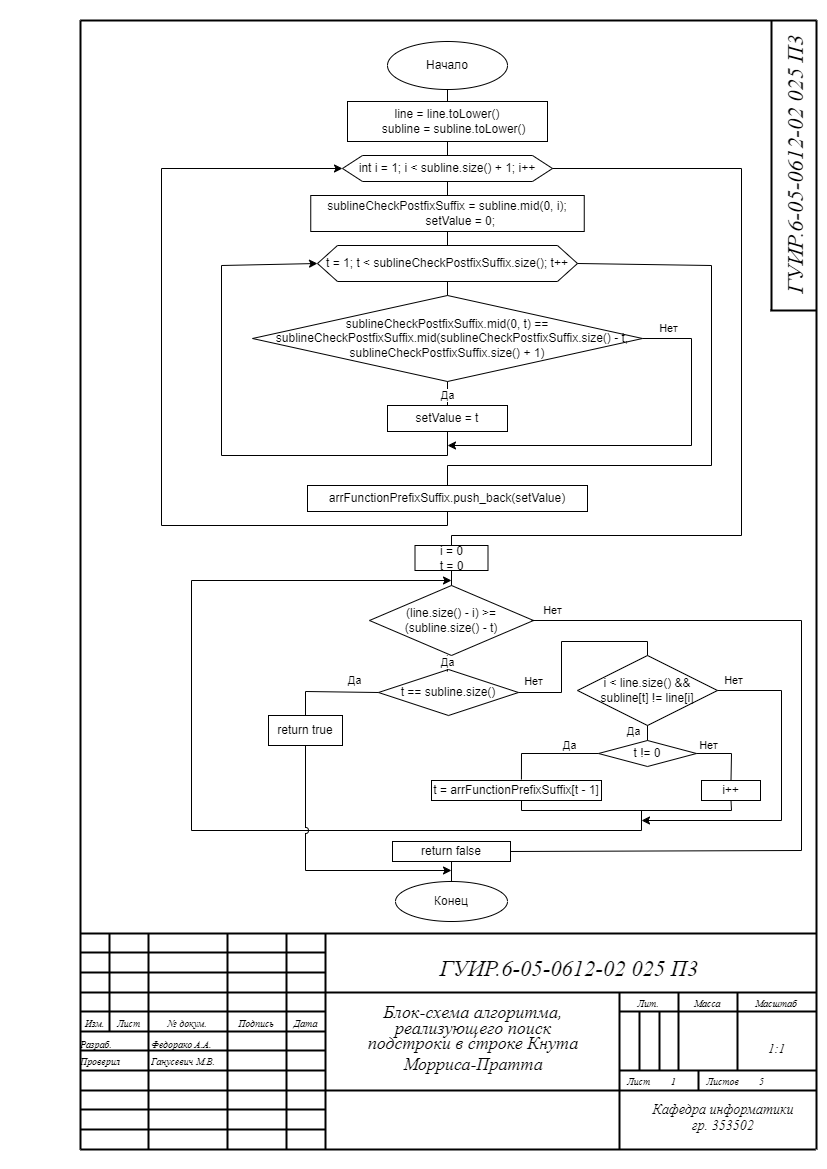 Начало
ГУИР.6-05-0612-02 025 ПЗ
line = line.toLower()
subline = subline.toLower()
int i = 1; i < subline.size() + 1; i++
sublineCheckPostfixSuffix = subline.mid(0, i);
setValue = 0;
t = 1; t < sublineCheckPostfixSuffix.size(); t++
sublineCheckPostfixSuffix.mid(0, t) ==
sublineCheckPostfixSuffix.mid(sublineCheckPostfixSuffix.size() - t,
sublineCheckPostfixSuffix.size() + 1)
Нет
Да
setValue = t
arrFunctionPrefixSuffix.push_back(setValue)
i = 0
t = 0
(line.size() - i) >=
(subline.size() - t)
Нет
Да
t == subline.size()
Да
Нет
i < line.size() &&
subline[t] != line[i]
Нет
return true
Да
t != 0
Да
Нет
t = arrFunctionPrefixSuffix[t - 1]
i++
return false
Конец
ГУИР.6-05-0612-02 025 ПЗ
Изм. Лист № докум. Подпись Дата
Разраб. Федорако А.А.
Проверил Ганусевич М.В.
Блок-схема алгоритма,
реализующего поиск
подстроки в строке Кнута
Морриса-Пратта
Лит. Масса Масштаб
1:1
Лист 1 Листов 5
Кафедра информатики
гр. 353502